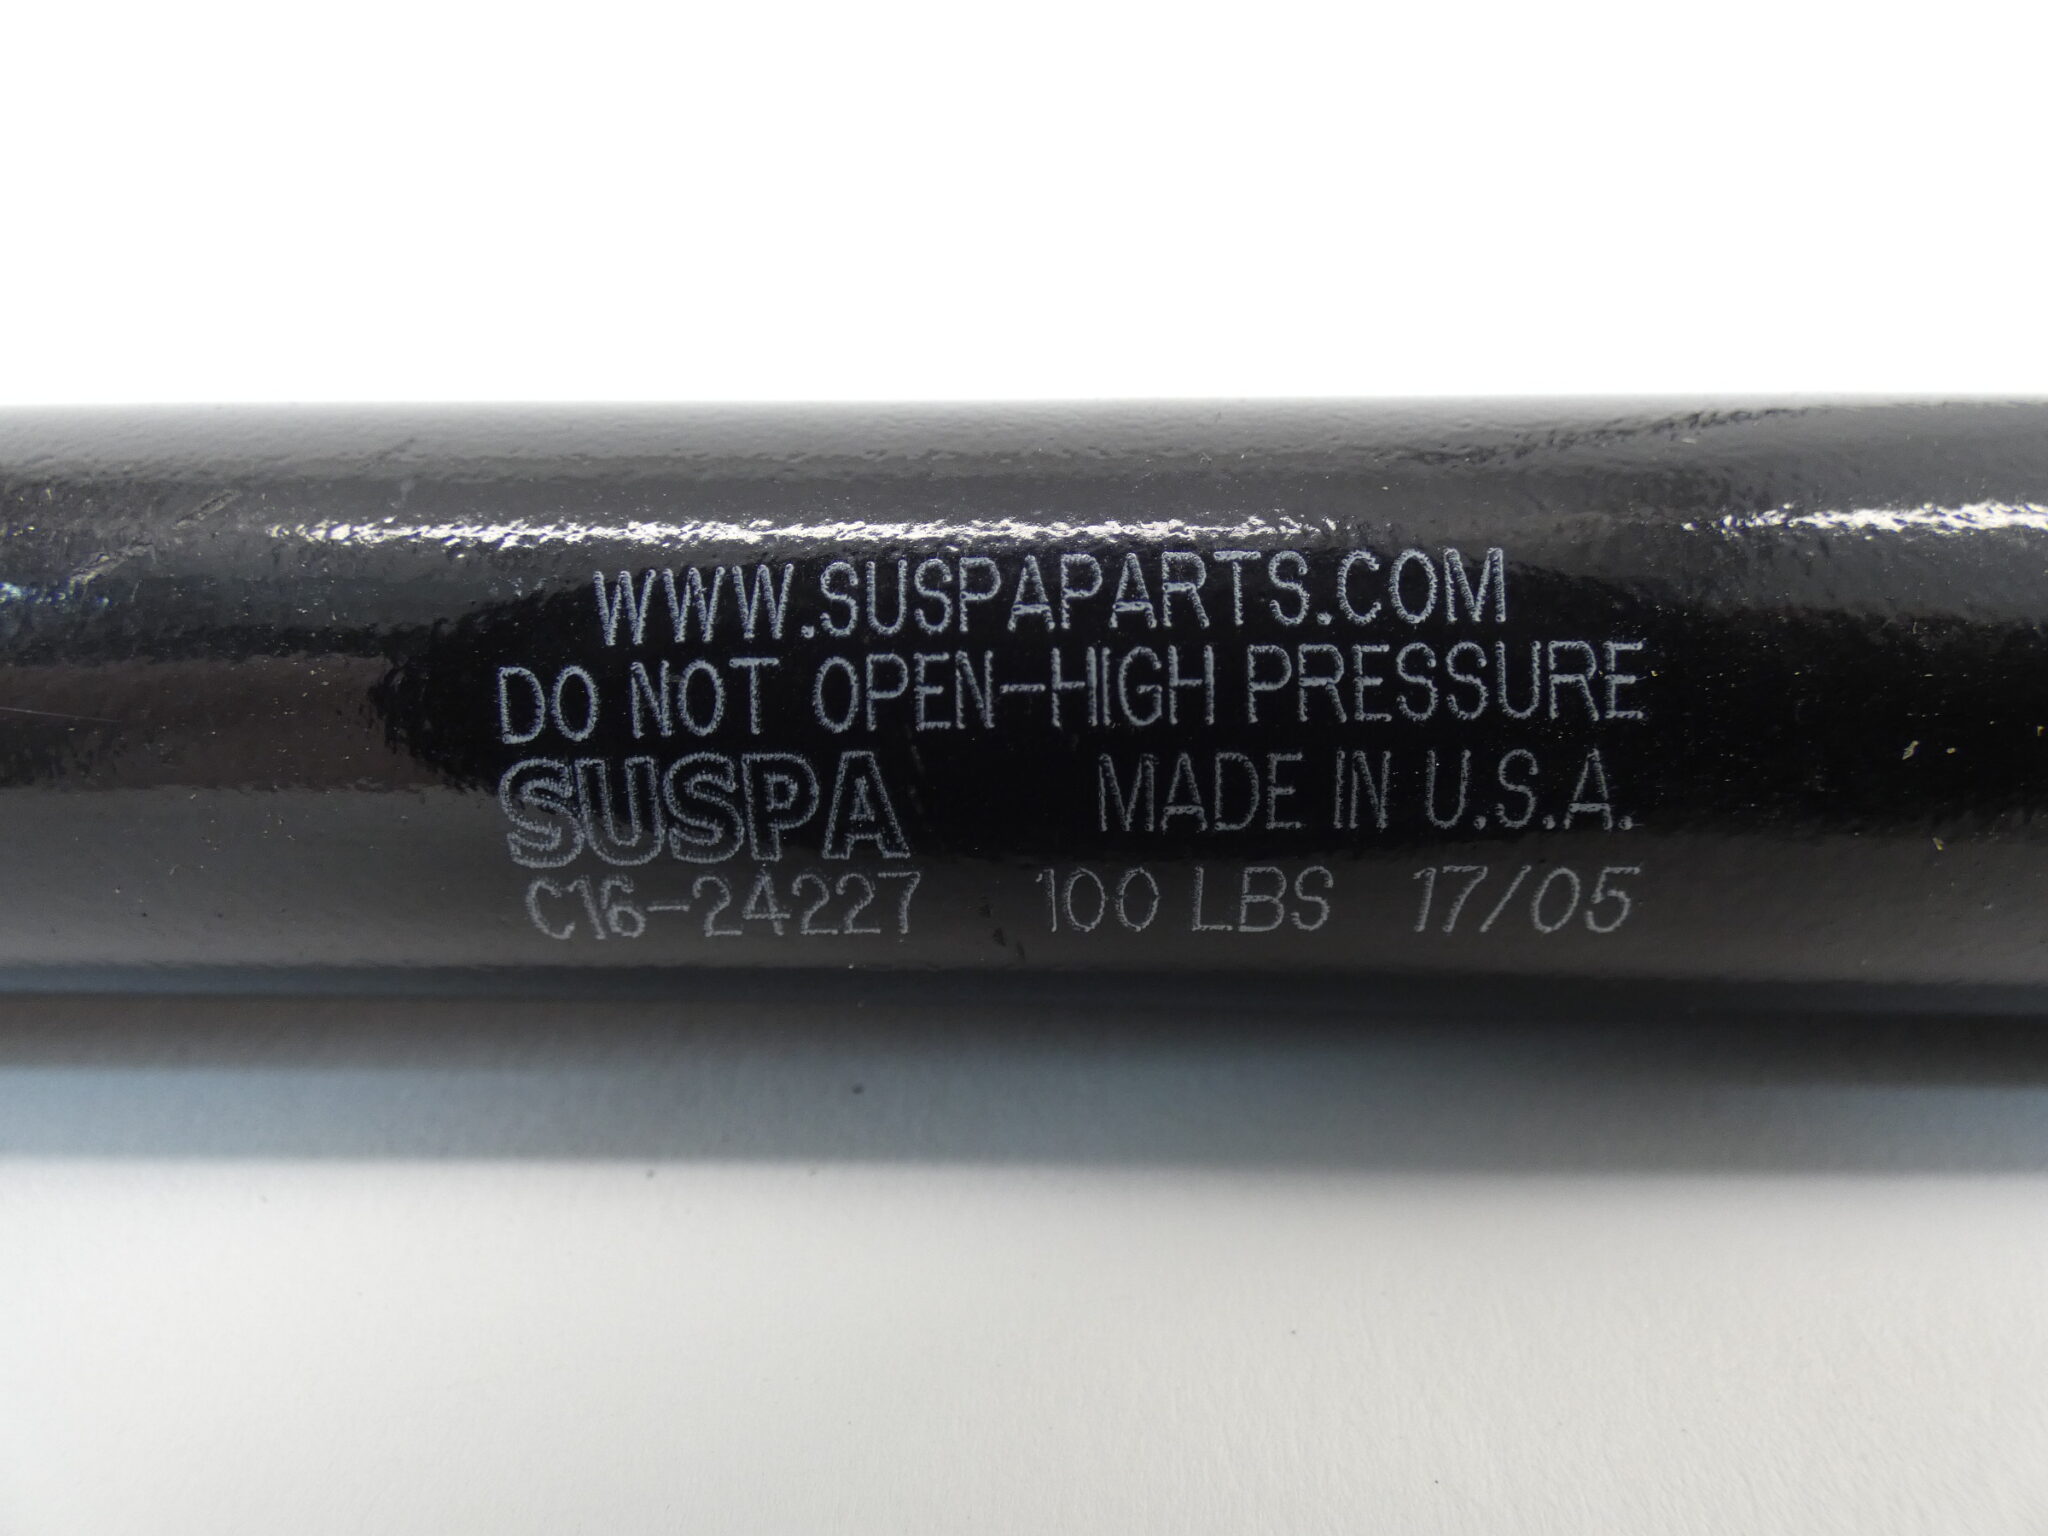 WWW.SUSPAPARTS.COM
DO NOT OPEN-HIGH PRESSURE
SUSPA MADE IN U.S.A.
C16-24227 100 LBS 17/05